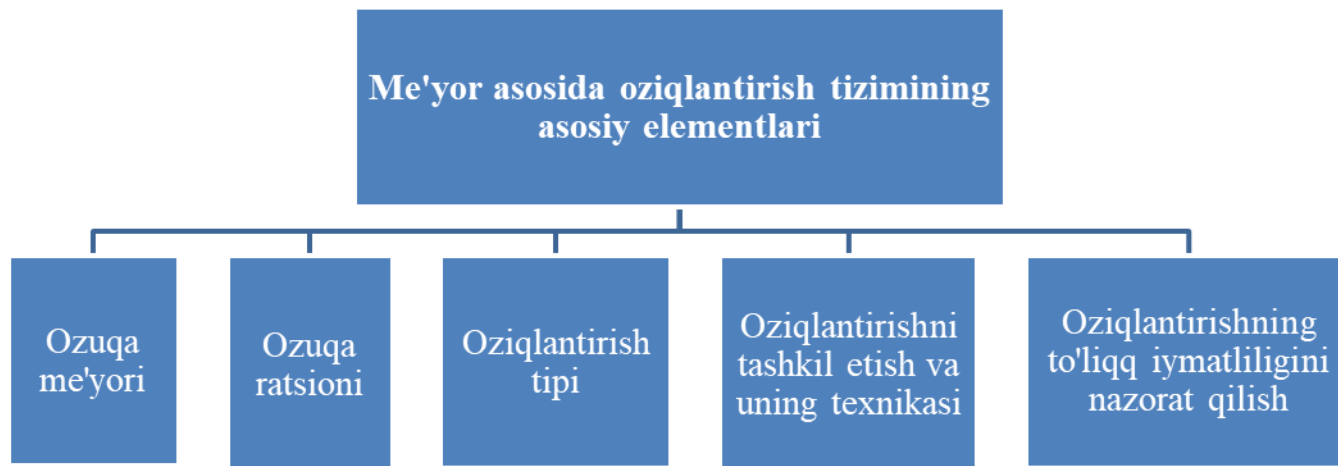 Me'yor asosida oziqlantirish tizimining
asosiy elementlari
Ozuqa
me'yori
Ozuqa
ratsioni
Oziqlantirish
tipi
Oziqlantirishni
tashkil etish va
uning texnikasi
Oziqlantirishning
to'liqq iymatliligini
nazorat qilish